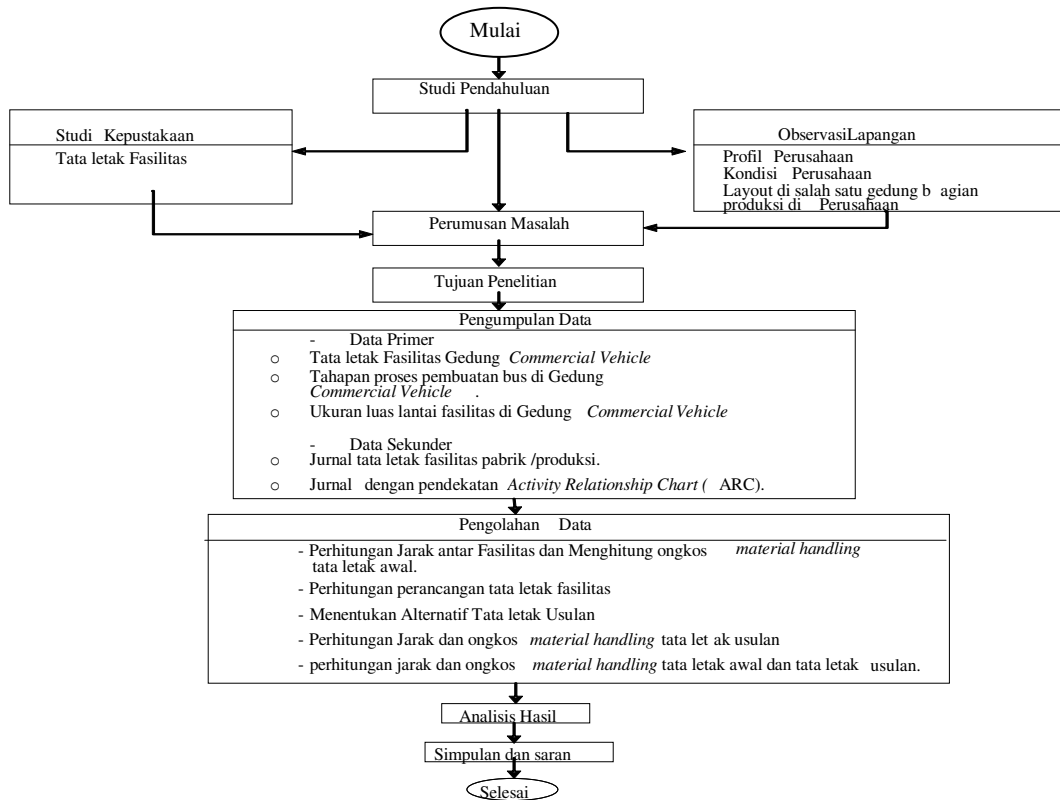 Mulai
Studi Pendahuluan
Studi Kepustakaan
Tata letak Fasilitas
ObservasiLapangan
Profil Perusahaan
Kondisi Perusahaan
Layout di salah satu gedung b agian
produksi di Perusahaan
Perumusan Masalah
Tujuan Penelitian
Pengumpulan Data
- Data Primer
o Tata letak Fasilitas Gedung Commercial Vehicle
o Tahapan proses pembuatan bus di Gedung
Commercial Vehicle .
o Ukuran luas lantai fasilitas di Gedung Commercial Vehicle
- Data Sekunder
o Jurnal tata letak fasilitas pabrik /produksi.
o Jurnal dengan pendekatan Activity Relationship Chart ( ARC).
Pengolahan Data
- Perhitungan Jarak antar Fasilitas dan Menghitung ongkos material handling
tata letak awal.
- Perhitungan perancangan tata letak fasilitas
- Menentukan Alternatif Tata letak Usulan
- Perhitungan Jarak dan ongkos material handling tata let ak usulan
- perhitungan jarak dan ongkos material handling tata letak awal dan tata letak usulan.
Analisis Hasil
Simpulan dan saran
Selesai